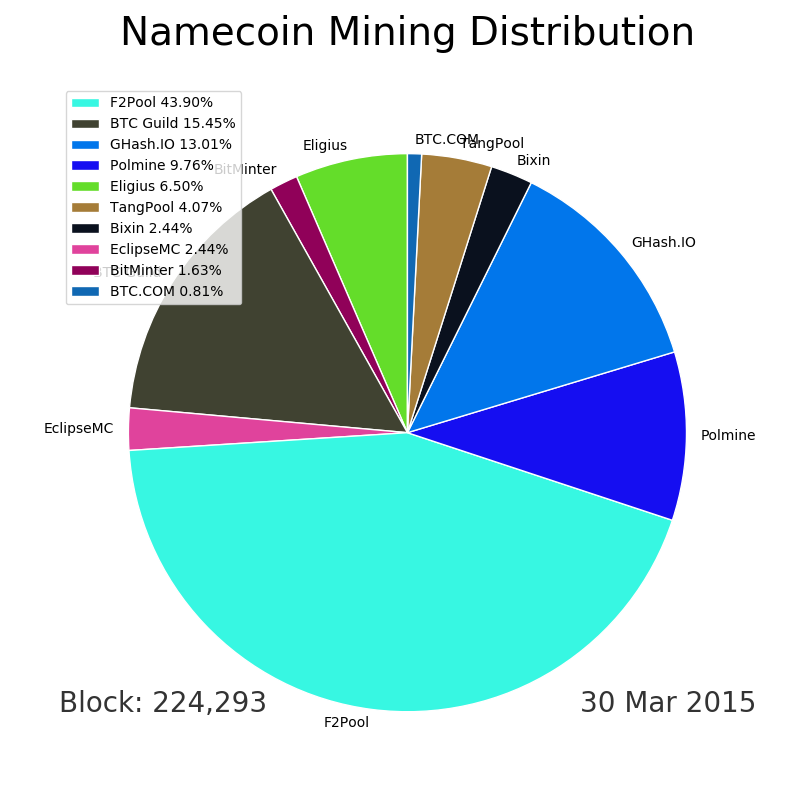 Namecoin Mining Distribution
F2Pool 43.90%
BTC Guild 15.45%
GHash.IO 13.01%
Polmine 9.76%
Eligius 6.50%
TangPool 4.07%
Bixin 2.44%
EclipseMC 2.44%
BitMinter 1.63%
BTC.COM 0.81%
BTC.COM
TangPool
Bixin
Eligius
BitMinter
GHash.IO
EclipseMC
Polmine
F2Pool
Block: 224,293
30 Mar 2015